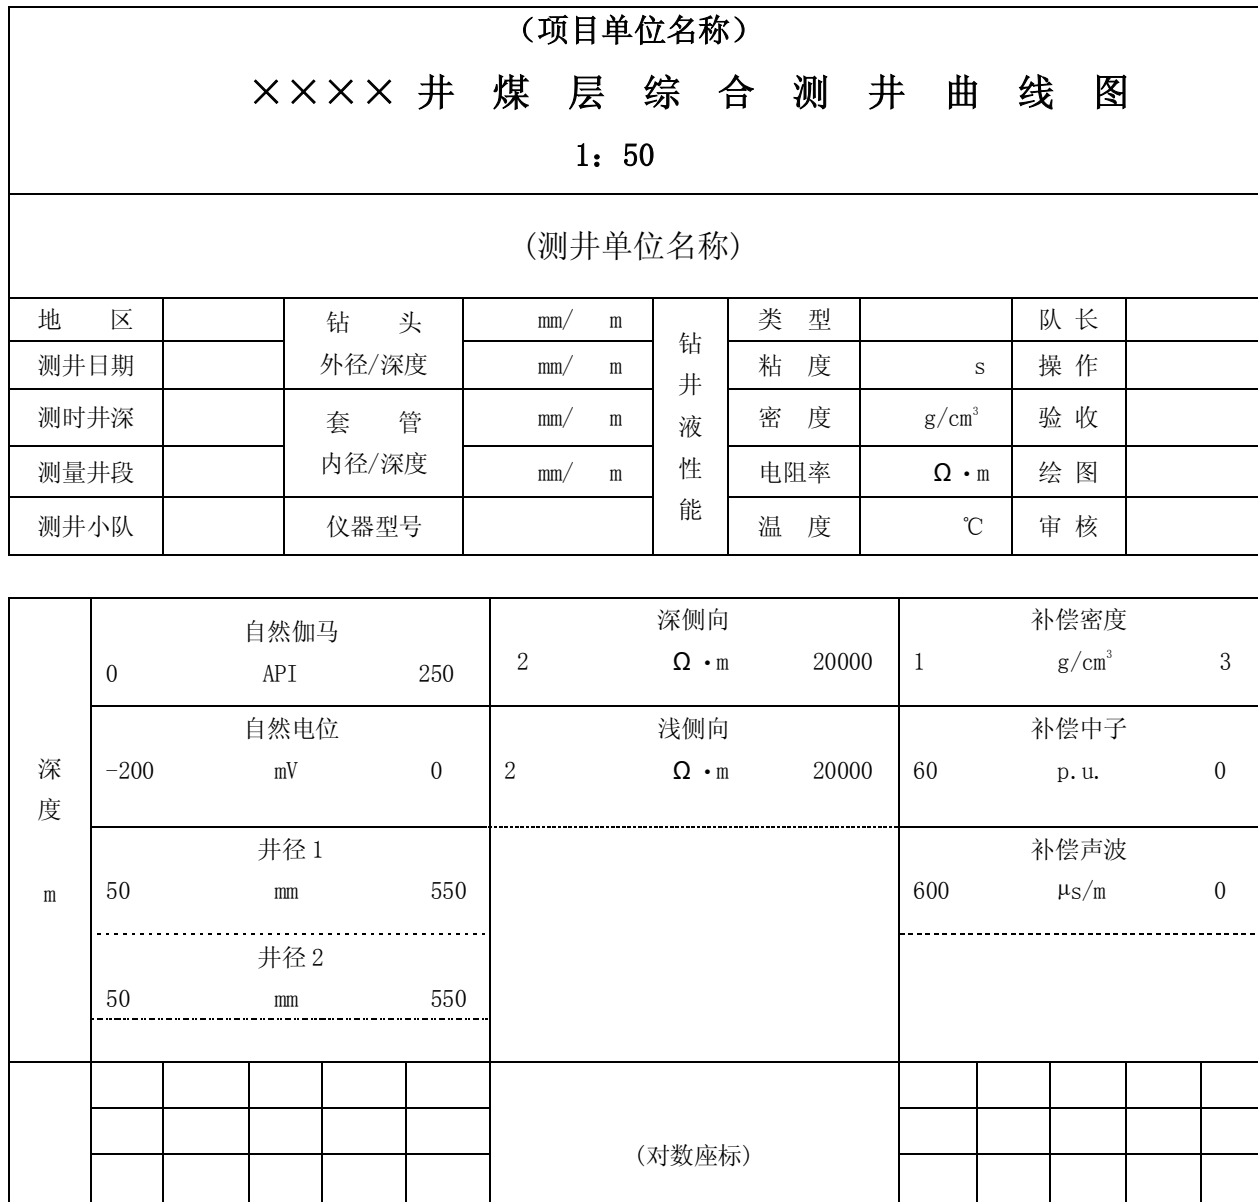 （项目单位名称）
××××井 煤 层 综 合 测 井 曲 线 图
1：50
(测井单位名称)
地 区 钻 头 mm/ m 钻井液性能 类 型 队 长
测井日期 外径/深度 mm/ m 粘 度 s 操 作
测时井深 套 管 mm/ m 密 度 g/cm³ 验 收
测量井段 内径/深度 mm/ m 电阻率 Ω·m 绘 图
测井小队 仪器型号 温 度 ℃ 审 核
深度 m
自然伽马 深侧向 补偿密度
0 API 250 2 Ω·m 20000 1 g/cm³ 3
自然电位 浅侧向 补偿中子
-200 mV 0 2 Ω·m 20000 60 p.u. 0
井径1 补偿声波
50 mm 550 600 μs/m 0
井径2
50 mm 550
(对数座标)